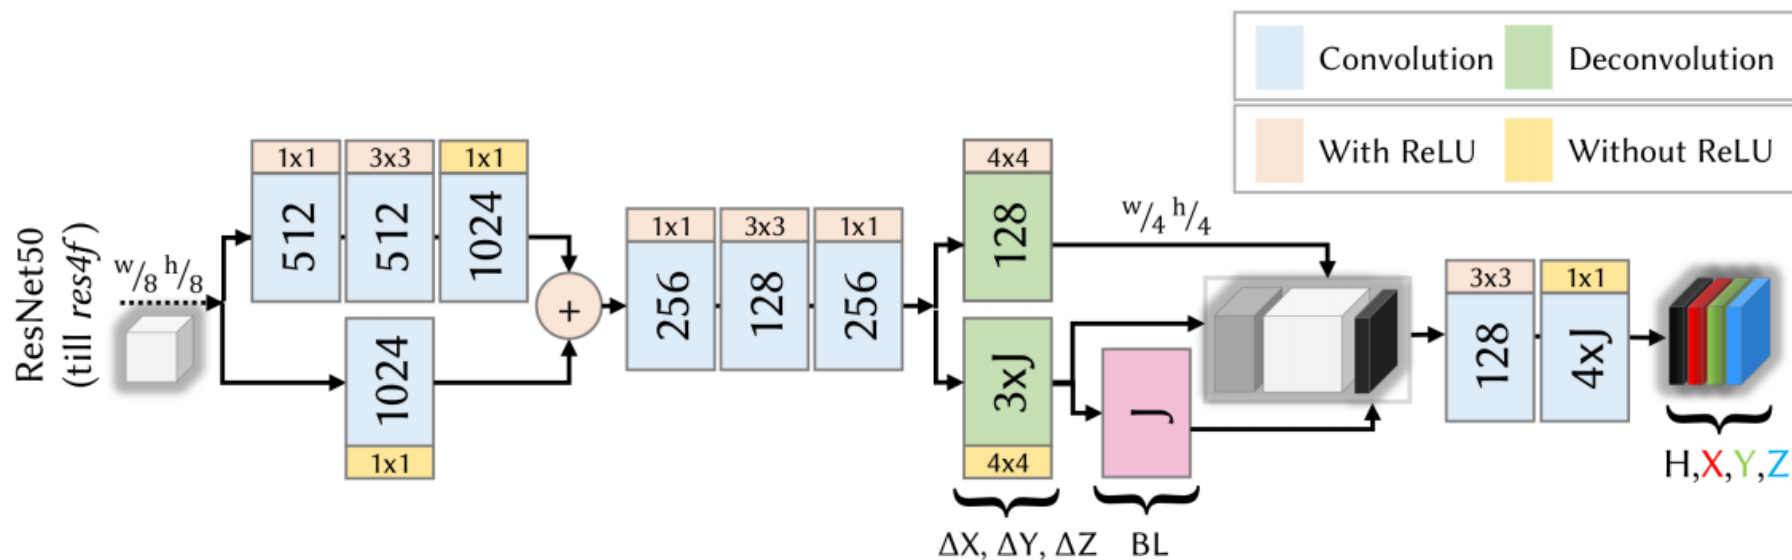 Convolution
Deconvolution
With ReLU
Without ReLU
ResNet50
(till res4f)
w/8 h/8
1x1
512
3x3
512
1x1
1024
1024
1x1
+
1x1
256
3x3
128
1x1
256
4x4
128
3xJ
4x4
ΔX, ΔY, ΔZ
J
BL
w/4 h/4
3x3
128
1x1
4xJ
H,X,Y,Z